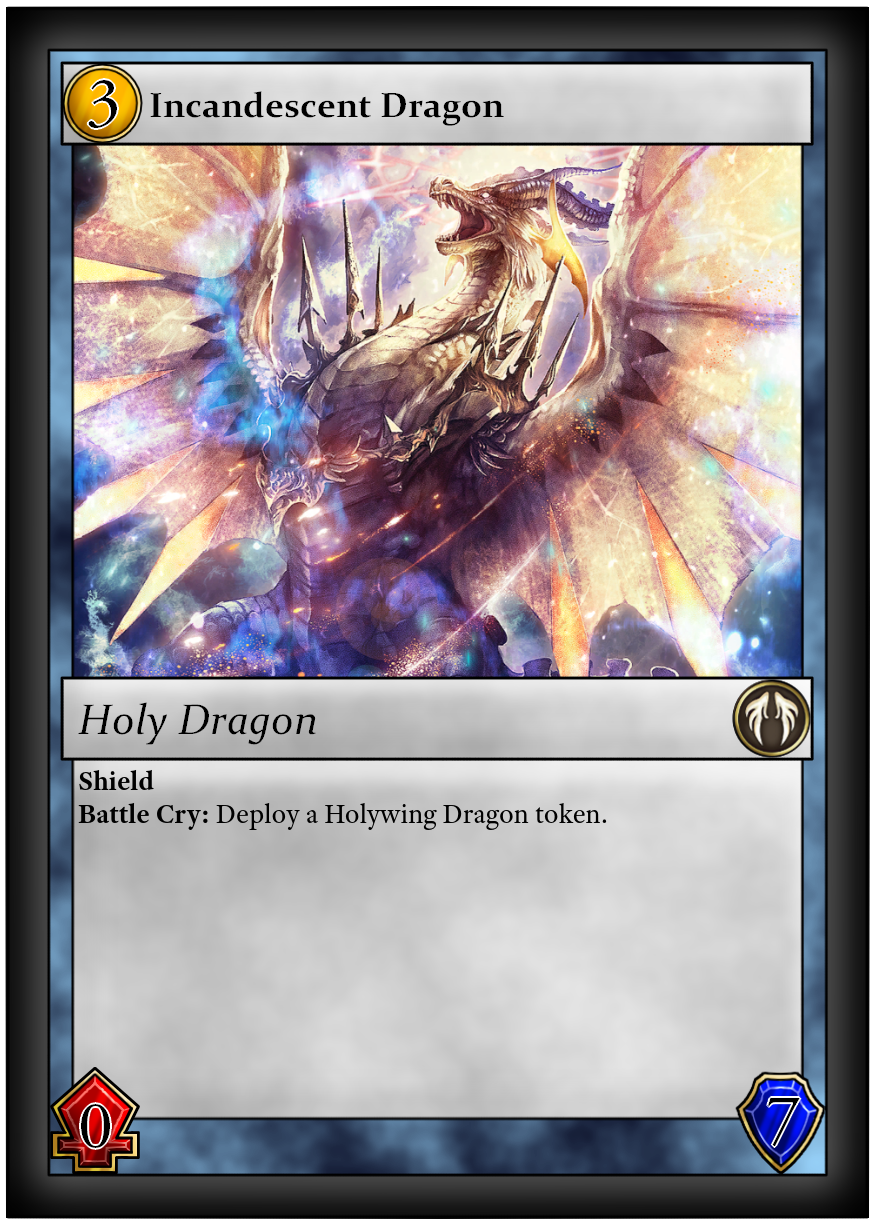 3 Incandescent Dragon
Holy Dragon
Shield
Battle Cry: Deploy a Holywing Dragon token.
0 7